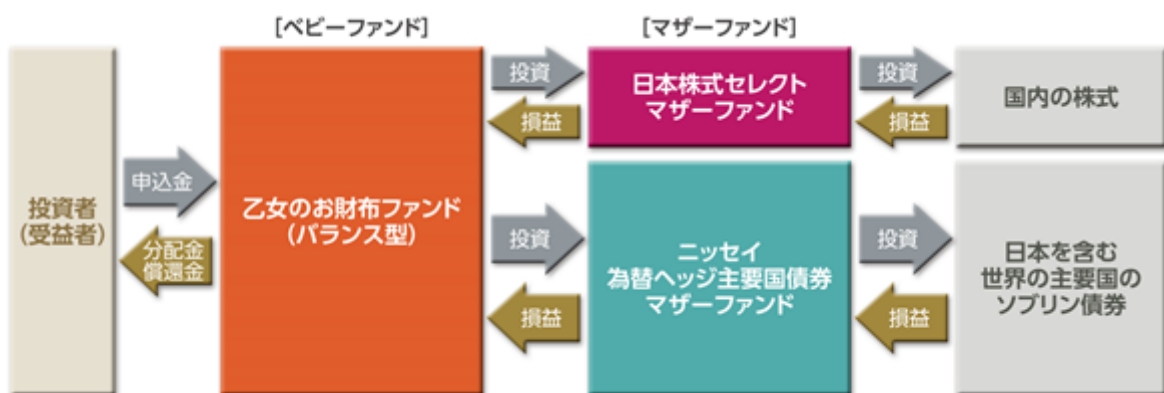 [ベビーファンド]
[マザーファンド]
投資者
(受益者)
申込金
分配金
償還金
乙女のお財布ファンド
(バランス型)
投資
損益
日本株式セレクト
マザーファンド
投資
損益
国内の株式
投資
損益
ニッセイ
為替ヘッジ主要国債券
マザーファンド
投資
損益
日本を含む
世界の主要国の
ソブリン債券